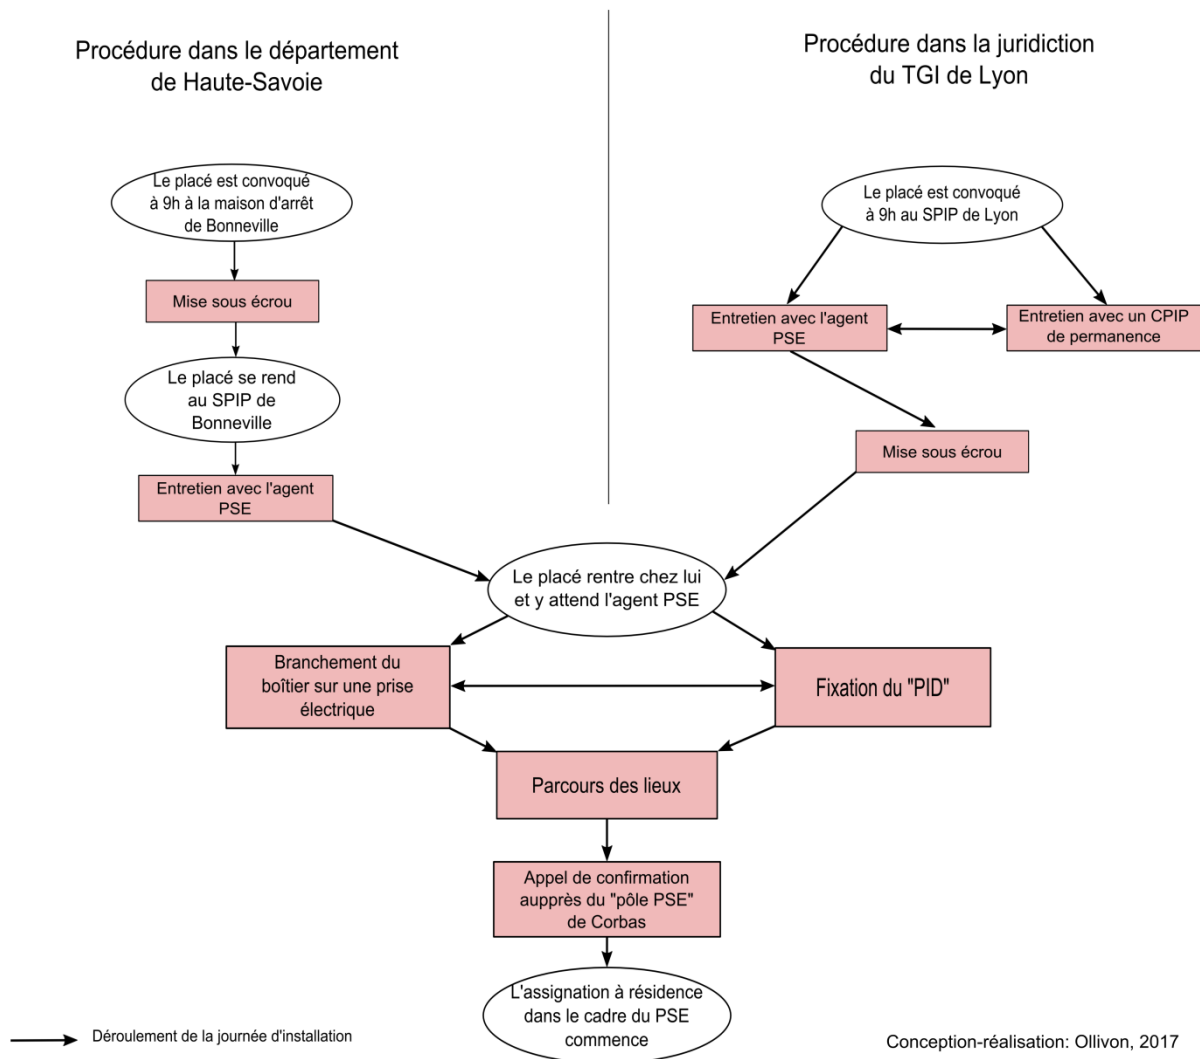 Procédure dans le département
de Haute-Savoie
Le placé est convoqué
à 9h à la maison d'arrêt
de Bonneville
Mise sous écrou
Le placé se rend
au SPIP de
Bonneville
Entretien avec l'agent
PSE
Procédure dans la juridiction
du TGI de Lyon
Le placé est convoqué
à 9h au SPIP de Lyon
Entretien avec l'agent
PSE
Entretien avec un CPIP
de permanence
Mise sous écrou
Le placé rentre chez lui
et y attend l'agent PSE
Branchement du
boîtier sur une prise
électrique
Fixation du "PID"
Parcours des lieux
Appel de confirmation
aupprès du "pôle PSE"
de Corbas
L'assignation à résidence
dans le cadre du PSE
commence
Déroulement de la journée d'installation
Conception-réalisation: Ollivon, 2017